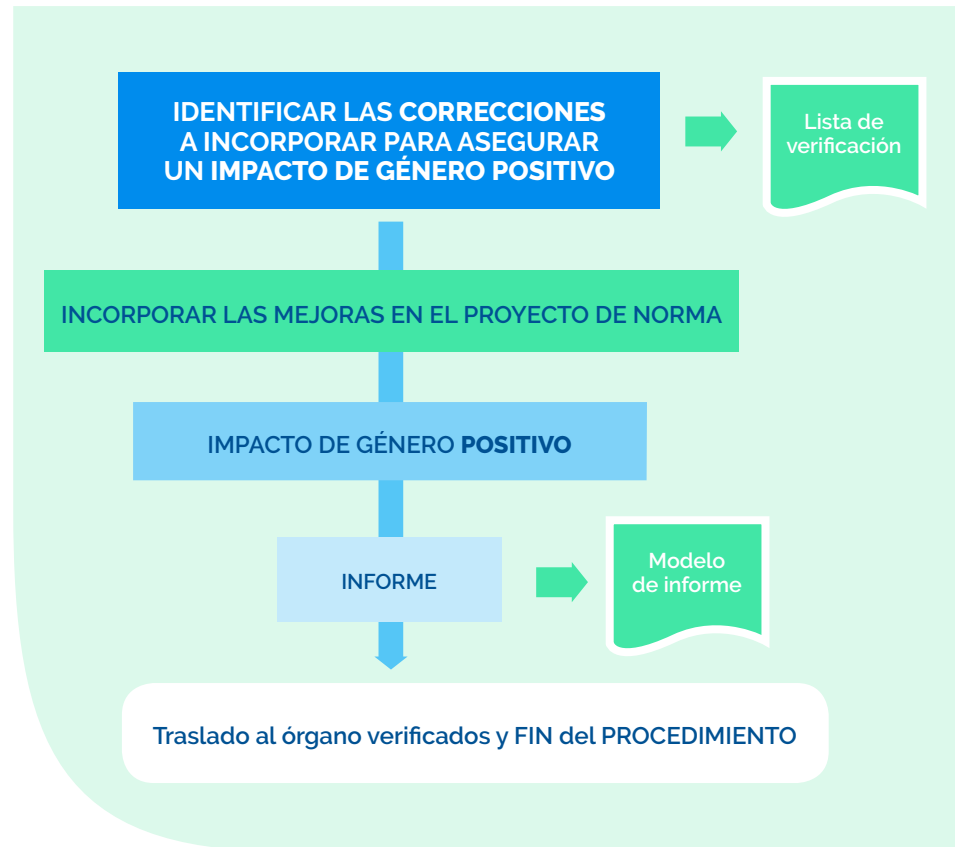 IDENTIFICAR LAS CORRECCIONES
A INCORPORAR PARA ASEGURAR
UN IMPACTO DE GÉNERO POSITIVO
Lista de
verificación
INCORPORAR LAS MEJORAS EN EL PROYECTO DE NORMA
IMPACTO DE GÉNERO POSITIVO
INFORME
Modelo
de informe
Traslado al órgano verificados y FIN del PROCEDIMIENTO